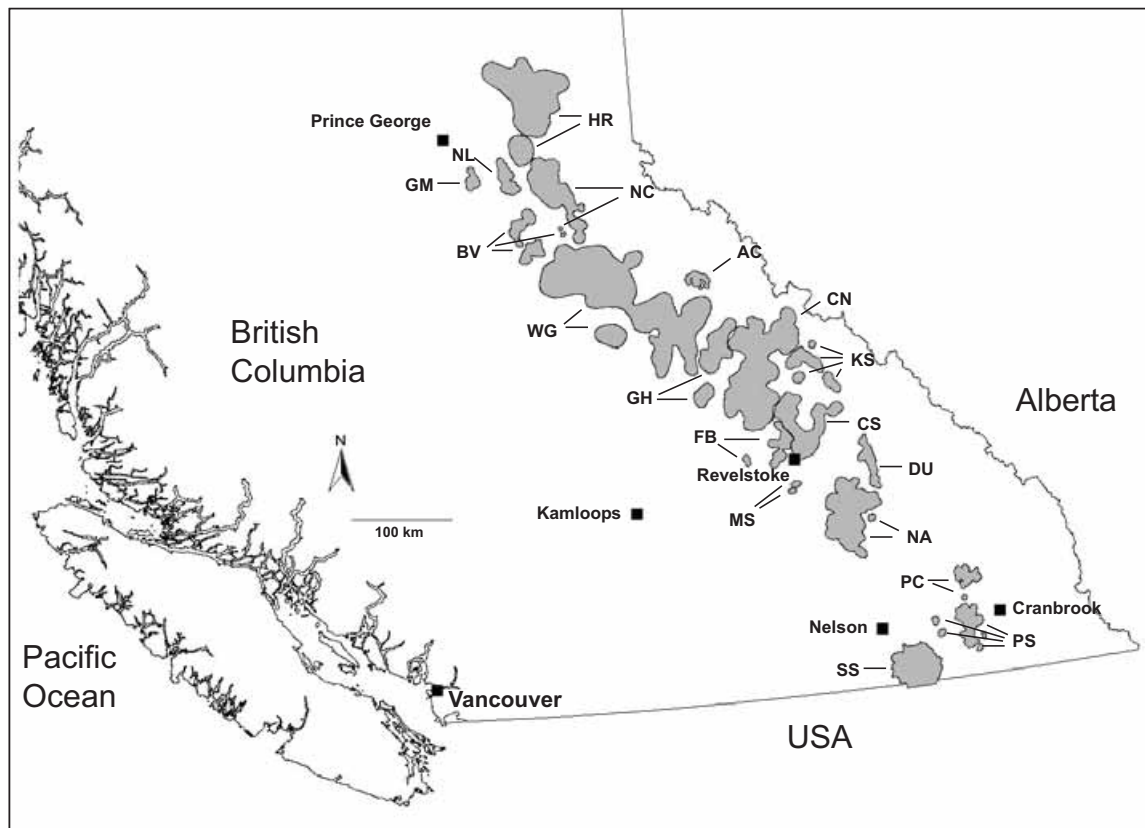 HR
Prince George
NL
GM
NC
BV
AC
CN
British
Columbia
WG
KS
GH
Alberta
CS
FB
N
Revelstoke
DU
Kamloops
MS
100 km
NA
PC
Cranbrook
Nelson
PS
Pacific
Ocean
SS
Vancouver
USA